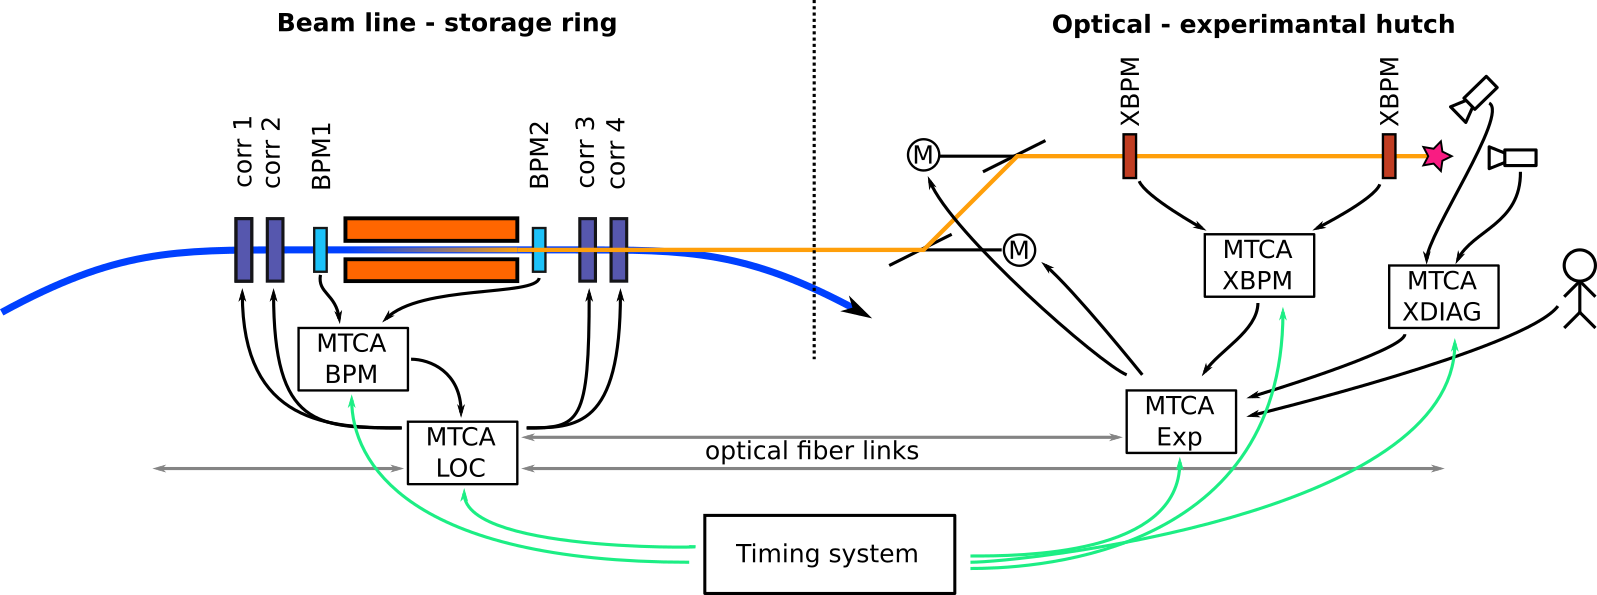 Beam line - storage ring
Optical - experimantal hutch
corr 1
corr 2
BPM1
BPM2
corr 3
corr 4
XBPM
XBPM
M
M
MTCA
XBPM
MTCA
XDIAG
MTCA
BPM
MTCA
LOC
MTCA
Exp
optical fiber links
Timing system